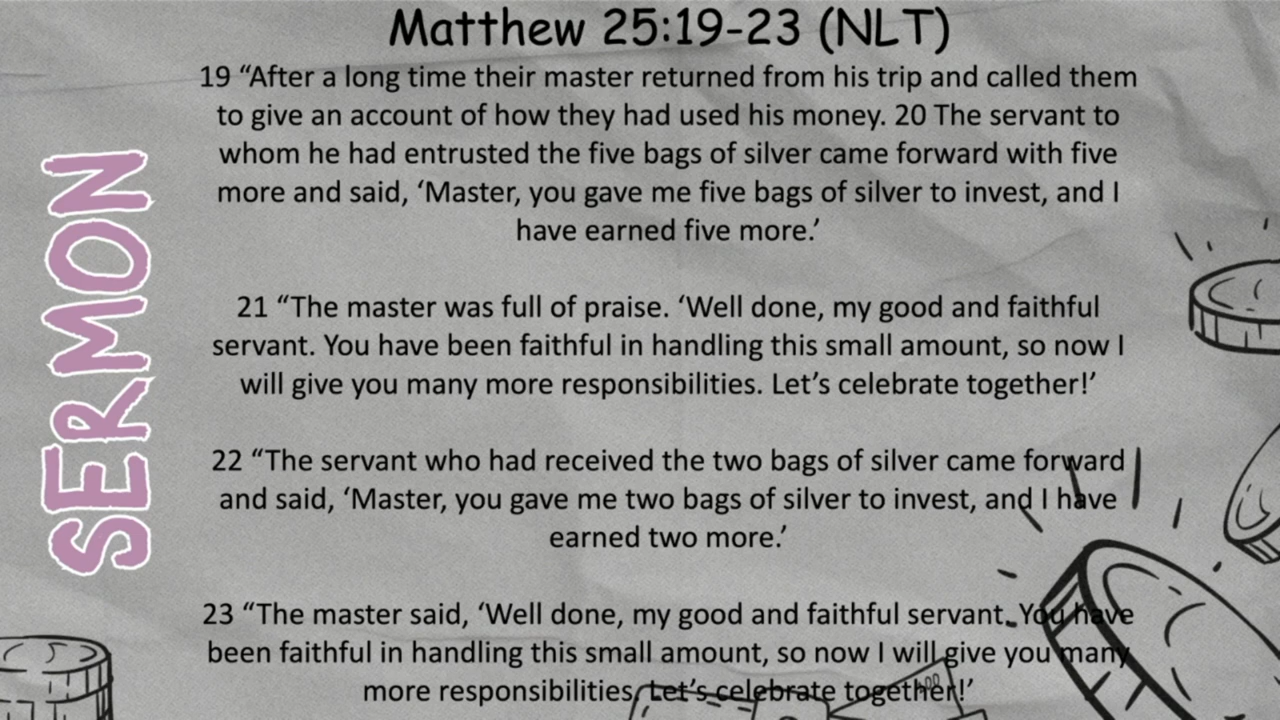 Matthew 25:19-23 (NLT)
19 “After a long time their master returned from his trip and called them
to give an account of how they had used his money. 20 The servant to
whom he had entrusted the five bags of silver came forward with five
more and said, ‘Master, you gave me five bags of silver to invest, and I
have earned five more.’
21 “The master was full of praise. ‘Well done, my good and faithful
servant. You have been faithful in handling this small amount, so now I
will give you many more responsibilities. Let’s celebrate together!’
22 “The servant who had received the two bags of silver came forward
and said, ‘Master, you gave me two bags of silver to invest, and I have
earned two more.’
23 “The master said, ‘Well done, my good and faithful servant. You have
been faithful in handling this small amount, so now I will give you many
more responsibilities. Let’s celebrate together!’
SERMON